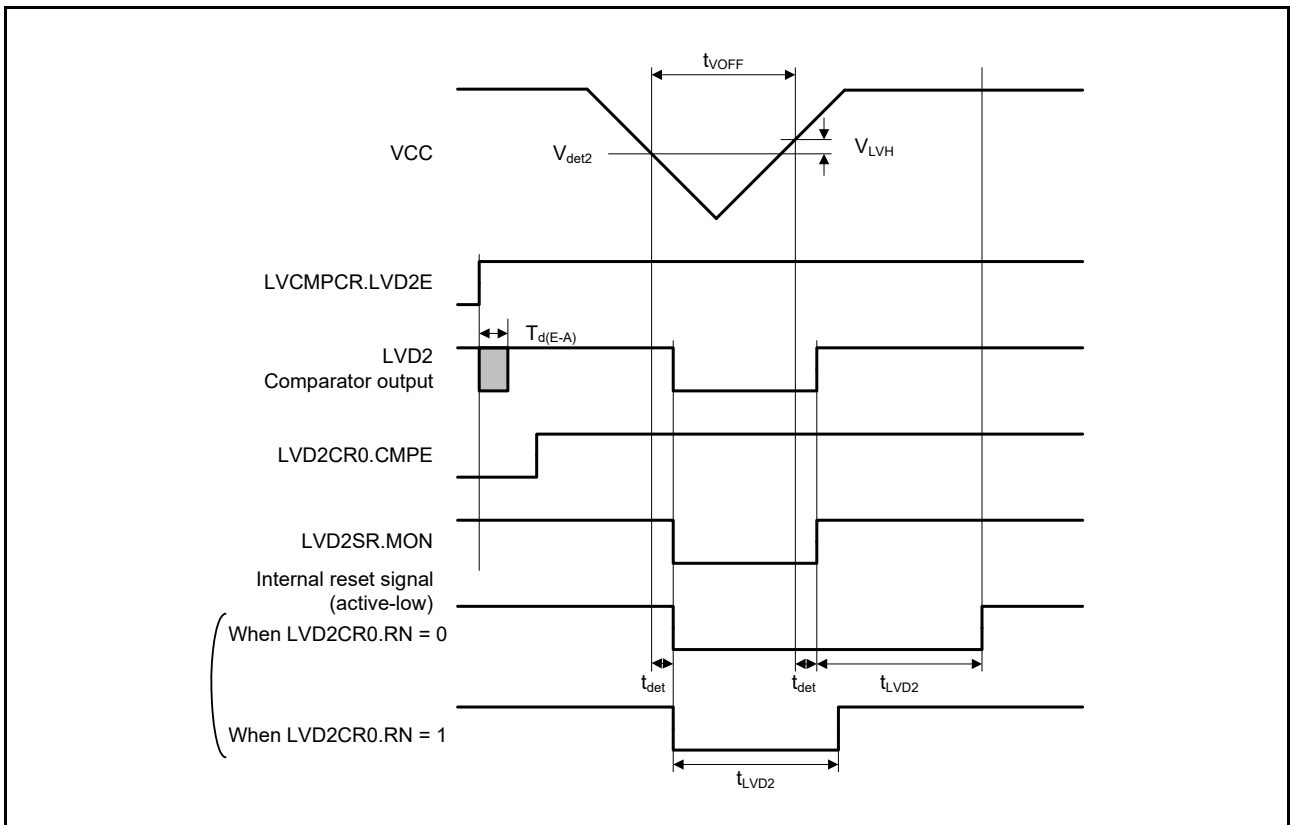 tVOFF
VCC
Vdet2
VLVH
LVCMPCR.LVD2E
Td(E-A)
LVD2
Comparator output
LVD2CR0.CMPE
LVD2SR.MON
Internal reset signal
(active-low)
When LVD2CR0.RN = 0
tdet
tdet
tLVD2
When LVD2CR0.RN = 1
tLVD2